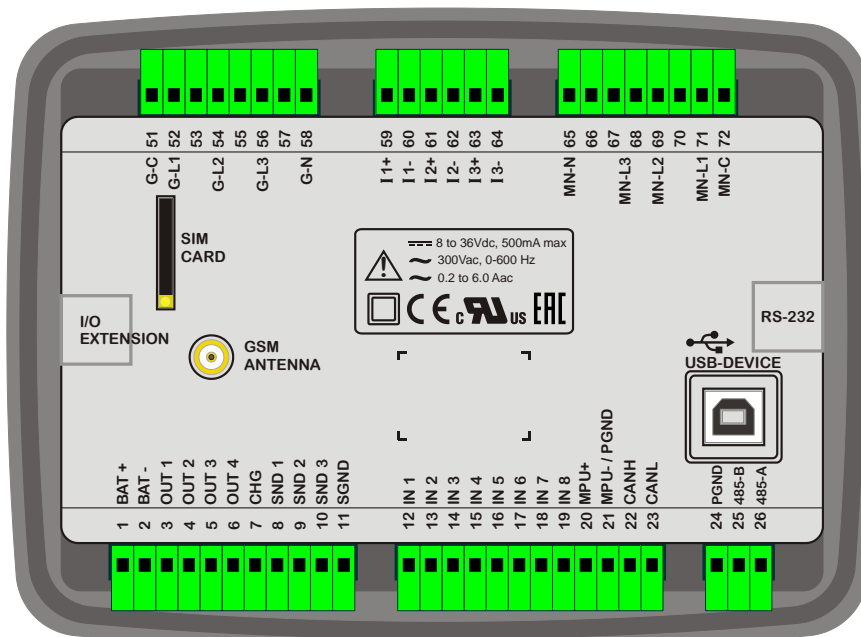 51 G-C
52 G-L1
53
54 G-L2
55
56 G-L3
57
58 G-N
59 I1+
60 I1-
61 I2+
62 I2-
63 I3+
64 I3-
65 MN-N
66
67
68 MN-L3
69 MN-L2
70
71 MN-L1
72 MN-C
SIM
CARD
8 to 36Vdc, 500mA max
300Vac, 0-600 Hz
0.2 to 6.0 Aac
CE c RU US EAC
I/O
EXTENSION
GSM
ANTENNA
RS-232
USB-DEVICE
1 BAT +
2 BAT -
3 OUT 1
4 OUT 2
5 OUT 3
6 OUT 4
7 CHG
8 SND 1
9 SND 2
10 SND 3
11 SGND
12 IN 1
13 IN 2
14 IN 3
15 IN 4
16 IN 5
17 IN 6
18 IN 7
19 IN 8
20 MPU+
21 MPU- / PGND
22 CANH
23 CANL
24 PGND
25 485-B
26 485-A